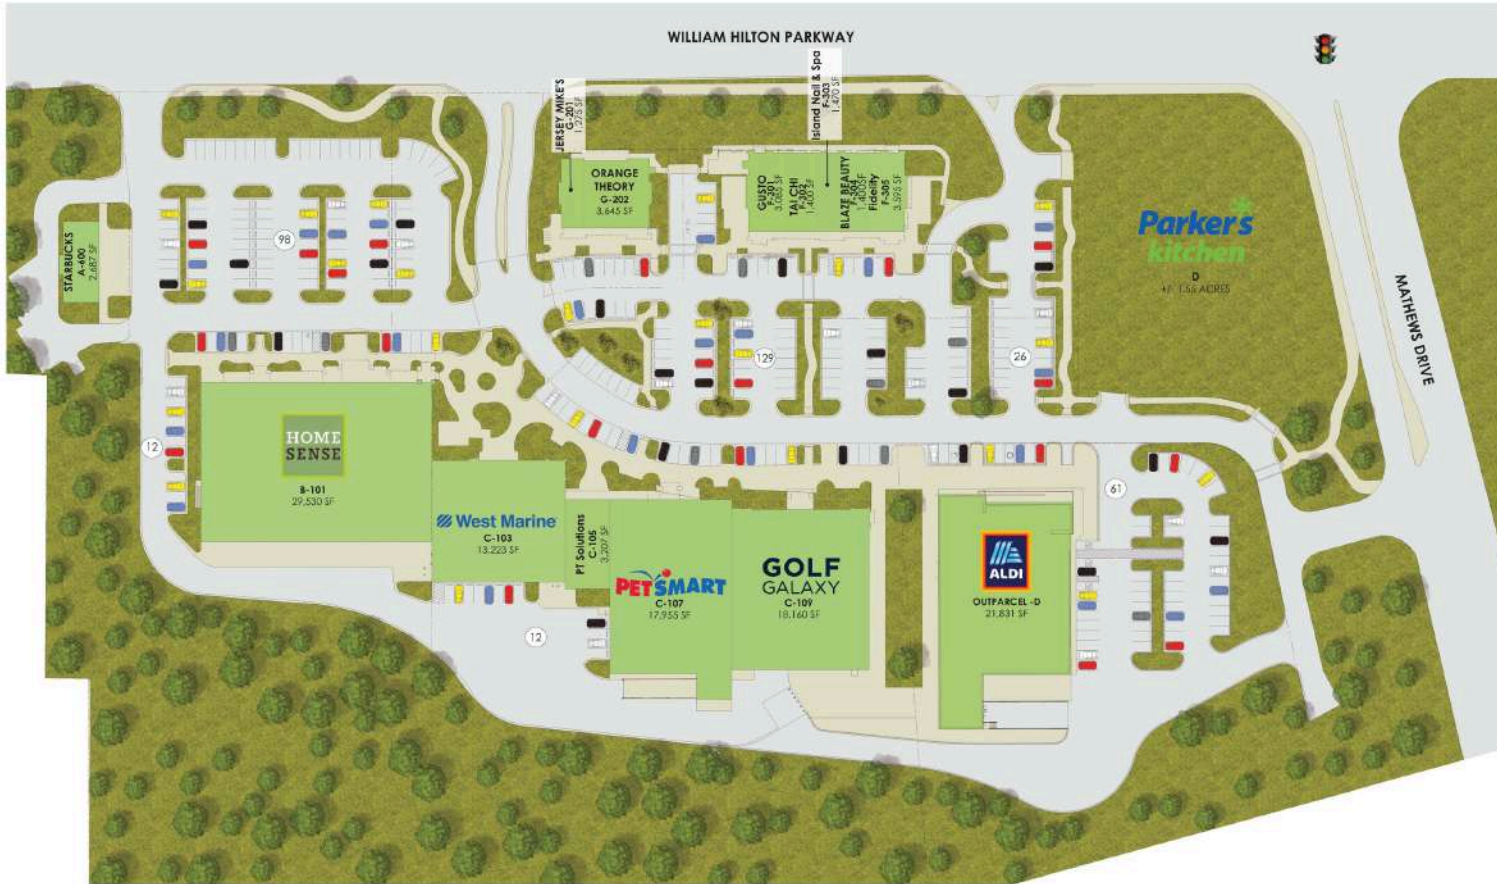 WILLIAM HILTON PARKWAY
JERSEY MIKE'S
G-201
1,275 SF
Island Nail & Spa
F-303
1,470 SF
ORANGE
THEORY
G-202
3,645 SF
GUSTO
F-301
3,085 SF
TAI CHI
F-302
1,400 SF
BLAZE BEAUTY
F-304
1,400SF
Fidelity
F-305
3,595 SF
STARBUCKS
A-600
2,687 SF
98
Parker's
kitchen
D
+/- 1.55 ACRES
MATHEWS DRIVE
129
26
12
HOME
SENSE
B-101
29,530 SF
61
West Marine
C-103
13,223 SF
PT Solutions
C-105
3,207 SF
PETSMART
C-107
17,955 SF
GOLF
GALAXY
C-109
18,160 SF
ALDI
OUTPARCEL -D
21,831 SF
12